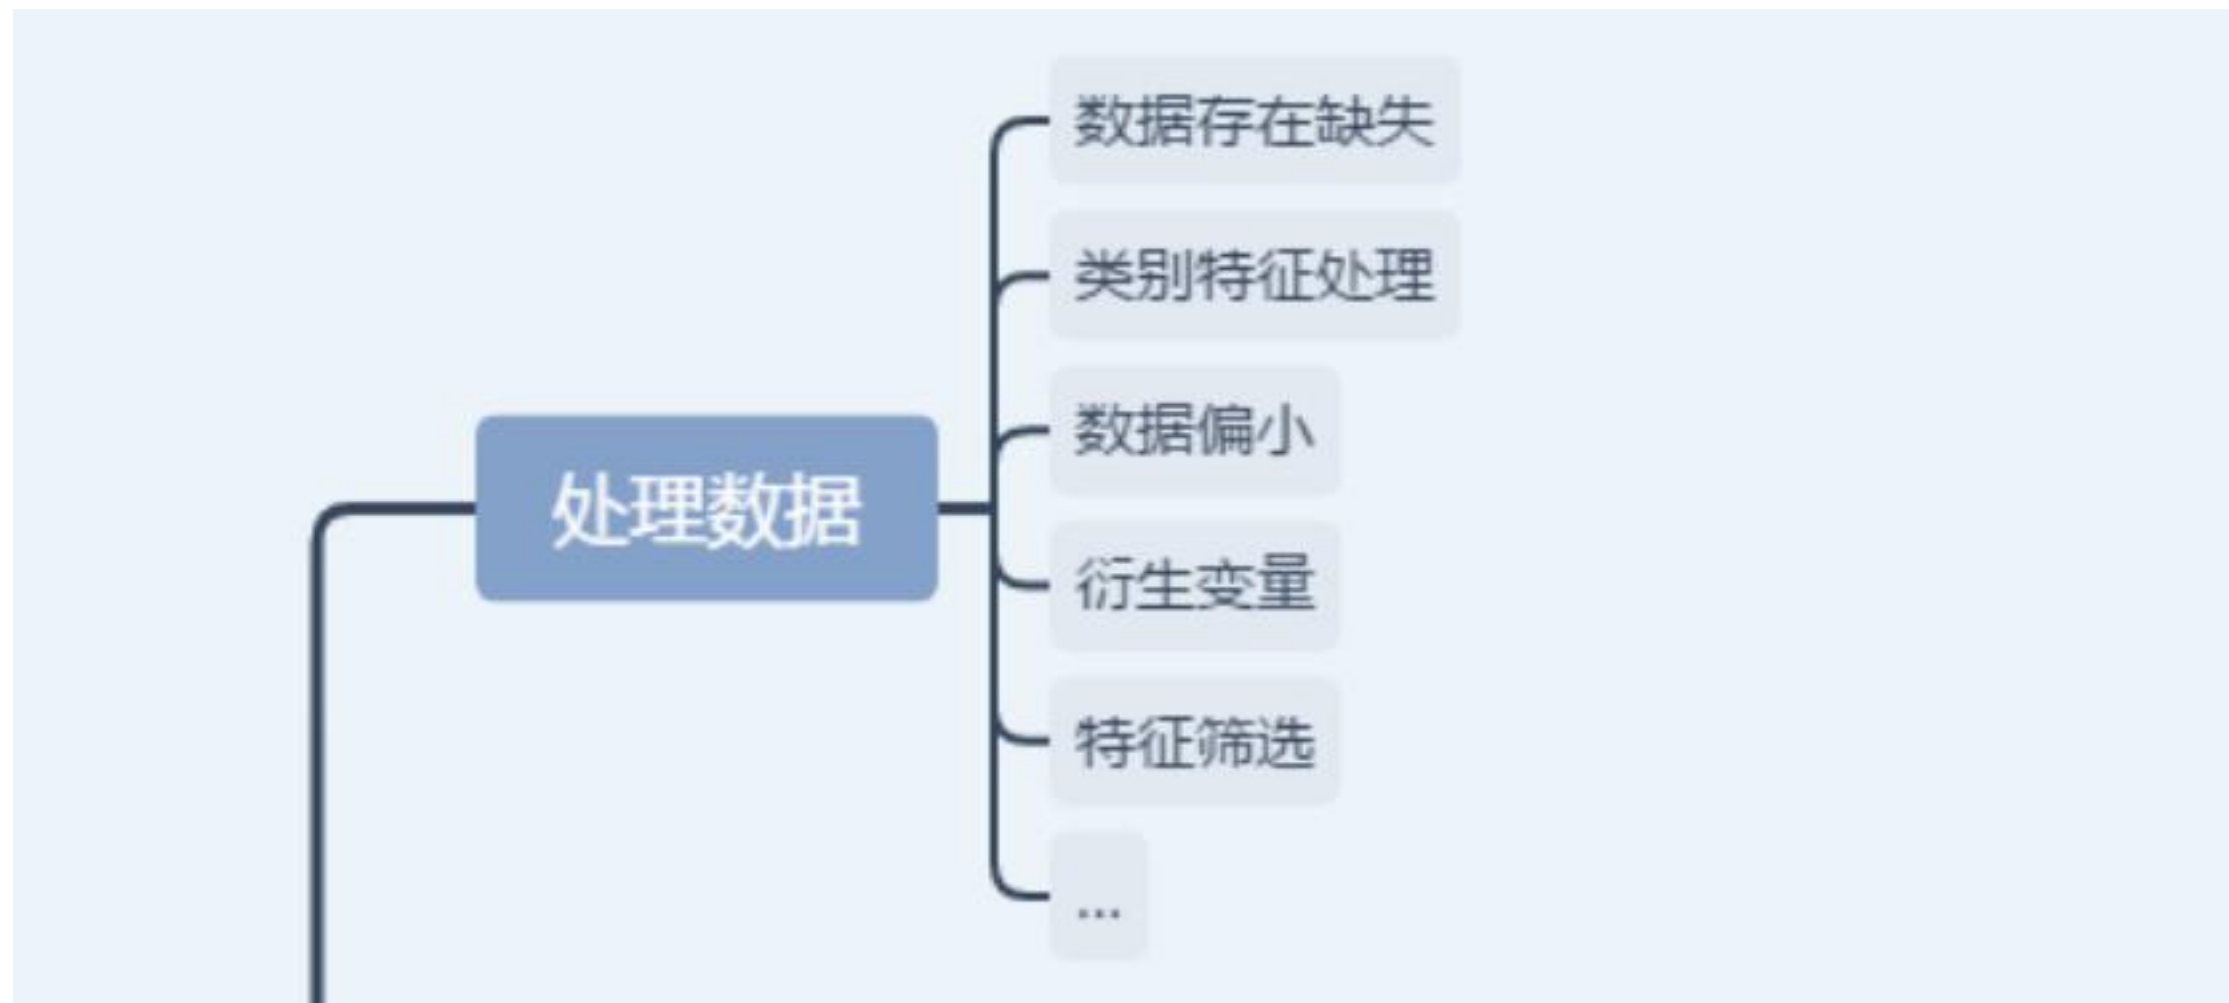 数据存在缺失
类别特征处理
数据偏小
处理数据
衍生变量
特征筛选
...